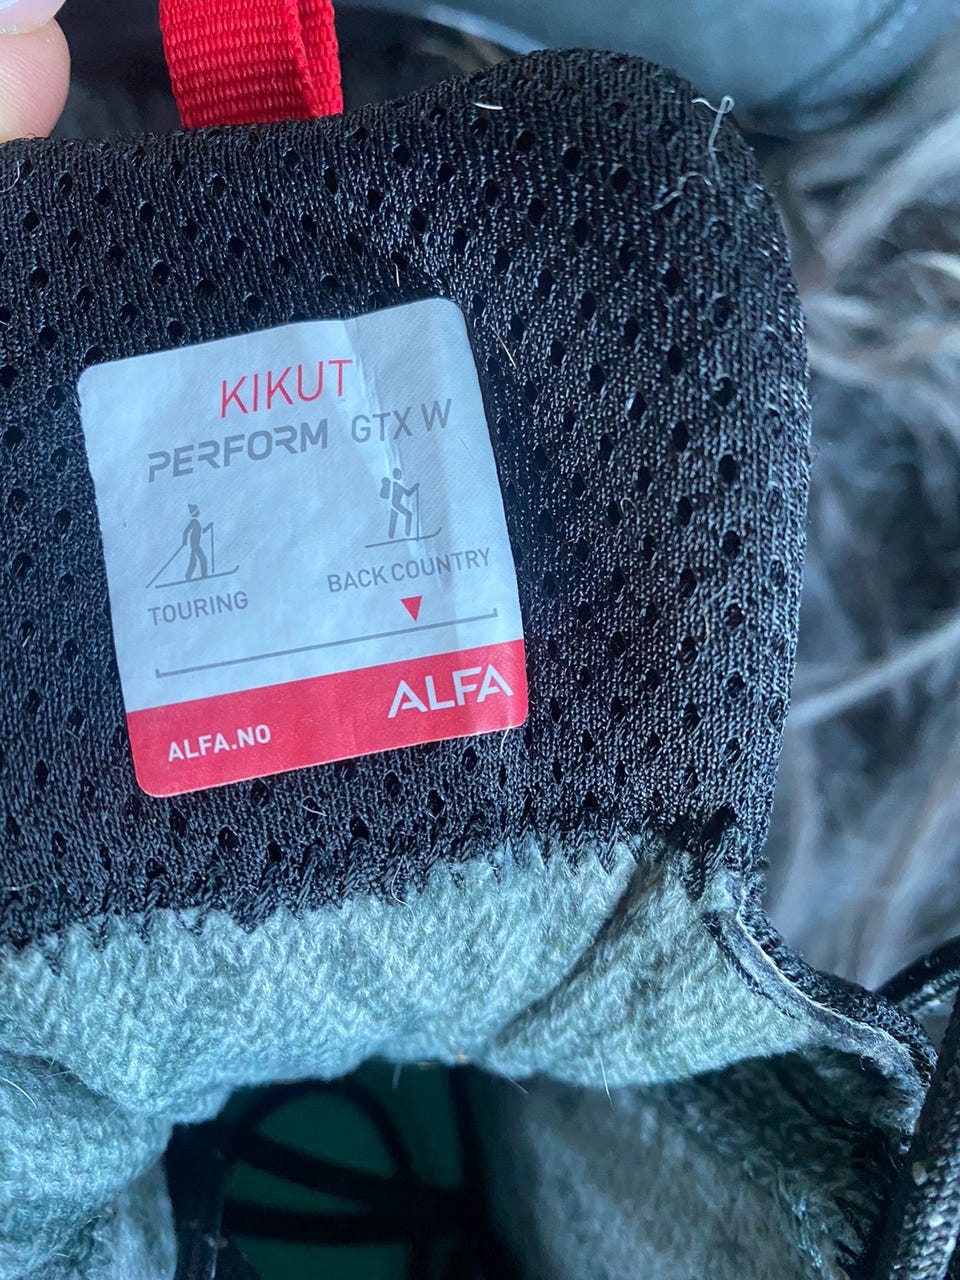 KIKUT
PERFORM GTX W
TOURING
BACK COUNTRY
ALFA.NO
ALFA